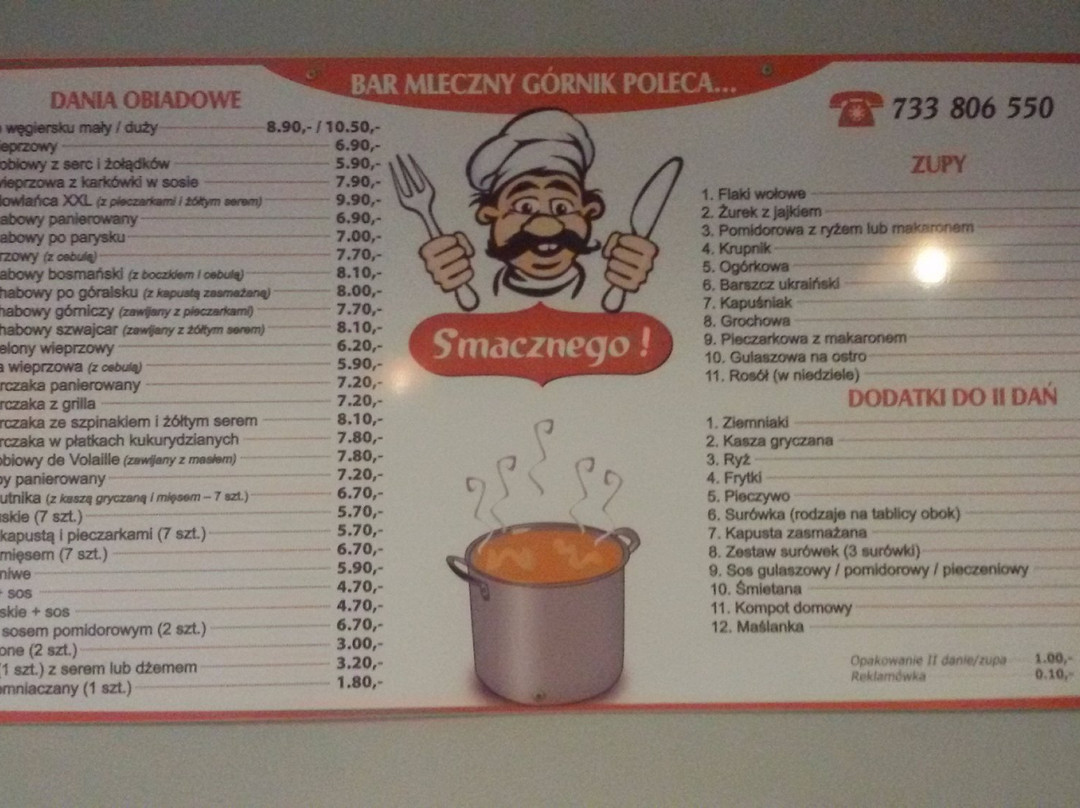 BAR MLECZNY GÓRNIK POLECA...
DANIA OBIADOWE
węgiersku mały / duży 8.90,- / 10.50,-
ieprzowy 6.90,-
obiowy z serc i żołądków 5.90,-
wieprzowa z karkówki w sosie 7.90,-
lowiańca XXL (z pieczarkami i żółtym serem) 9.90,-
abowy panierowany 6.90,-
abowy po parysku 7.00,-
rzowy (z cebulą) 7.70,-
abowy bosmański (z boczkiem i cebulą) 8.10,-
habowy po góralsku (z kapustą zasmażaną) 8.00,-
habowy górniczy (zawijany z pieczarkami) 7.70,-
habowy szwajcar (zawijany z żółtym serem) 8.10,-
elony wieprzowy 6.20,-
a wieprzowa (z cebulą) 5.90,-
rczaka panierowany 7.20,-
rczaka z grilla 7.20,-
rczaka ze szpinakiem i żółtym serem 8.10,-
rczaka w płatkach kukurydzianych 7.80,-
obiowy de Volaille (zawijany z masłem) 7.80,-
by panierowany 7.20,-
utnika (z kaszą gryczaną i mięsem – 7 szt.) 6.70,-
skie (7 szt.) 5.70,-
kapustą i pieczarkami (7 szt.) 5.70,-
mięsem (7 szt.) 6.70,-
niwe 5.90,-
+ sos 4.70,-
skie + sos 4.70,-
sosem pomidorowym (2 szt.) 6.70,-
one (2 szt.) 3.00,-
(1 szt.) z serem lub dżemem 3.20,-
emniaczany (1 szt.) 1.80,-
Smacznego !
733 806 550
ZUPY
1. Flaki wołowe
2. Żurek z jajkiem
3. Pomidorowa z ryżem lub makaronem
4. Krupnik
5. Ogórkowa
6. Barszcz ukraiński
7. Kapuśniak
8. Grochowa
9. Pieczarkowa z makaronem
10. Gulaszowa na ostro
11. Rosół (w niedziele)
DODATKI DO II DAŃ
1. Ziemniaki
2. Kasza gryczana
3. Ryż
4. Frytki
5. Pieczywo
6. Surówka (rodzaje na tablicy obok)
7. Kapusta zasmażana
8. Zestaw surówek (3 surówki)
9. Sos gulaszowy / pomidorowy / pieczeniowy
10. Śmietana
11. Kompot domowy
12. Maślanka
Opakowanie II danie/zupa 1.00,-
Reklamówka 0.10,-